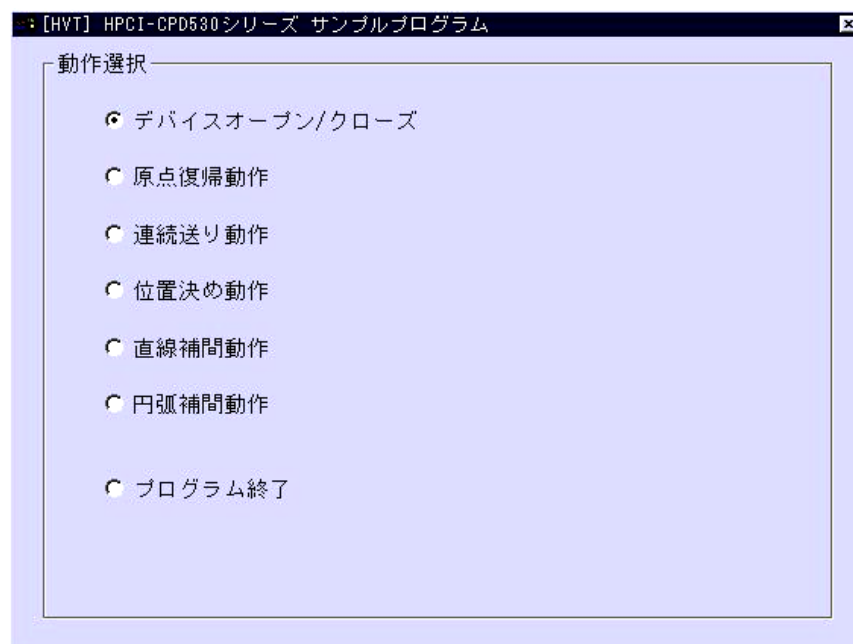 [HVT] HPCI-CPD530シリーズ サンプルプログラム
動作選択
デバイスオープン/クローズ
原点復帰動作
連続送り動作
位置決め動作
直線補間動作
円弧補間動作
プログラム終了